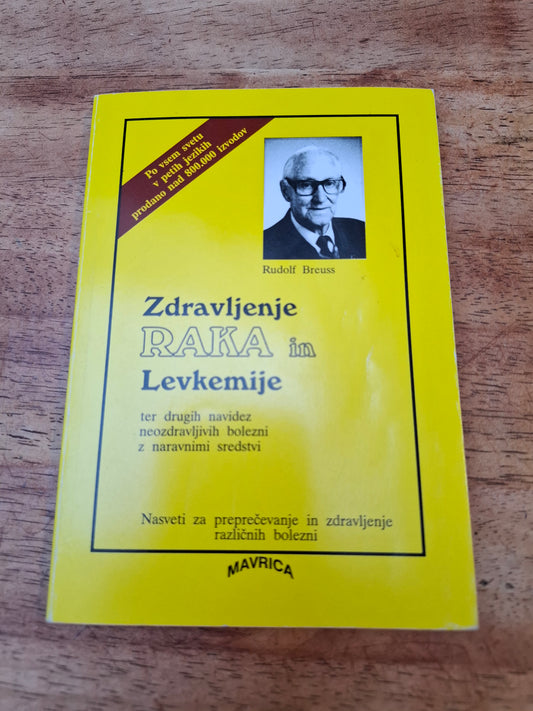 Po vsem svetu
v petih jezikih
prodano nad 800.000 izvodov
Rudolf Breuss
Zdravljenje
RAKA in
Levkemije
ter drugih navidez
neozdravljivih bolezni
z naravnimi sredstvi
Nasveti za preprečevanje in zdravljenje
različnih bolezni
MAVRICA